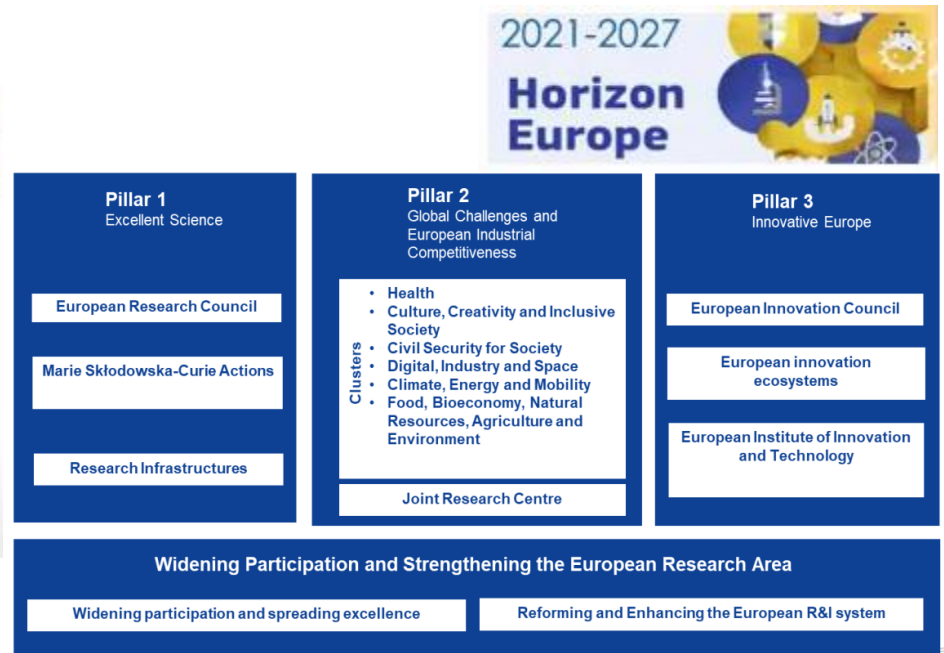 2021-2027
Horizon
Europe
Pillar 1
Excellent Science
European Research Council
Marie Skłodowska-Curie Actions
Research Infrastructures
Pillar 2
Global Challenges and
European Industrial
Competitiveness
Clusters
• Health
• Culture, Creativity and Inclusive
Society
• Civil Security for Society
• Digital, Industry and Space
• Climate, Energy and Mobility
• Food, Bioeconomy, Natural
Resources, Agriculture and
Environment
Joint Research Centre
Pillar 3
Innovative Europe
European Innovation Council
European innovation
ecosystems
European Institute of Innovation
and Technology
Widening Participation and Strengthening the European Research Area
Widening participation and spreading excellence
Reforming and Enhancing the European R&I system